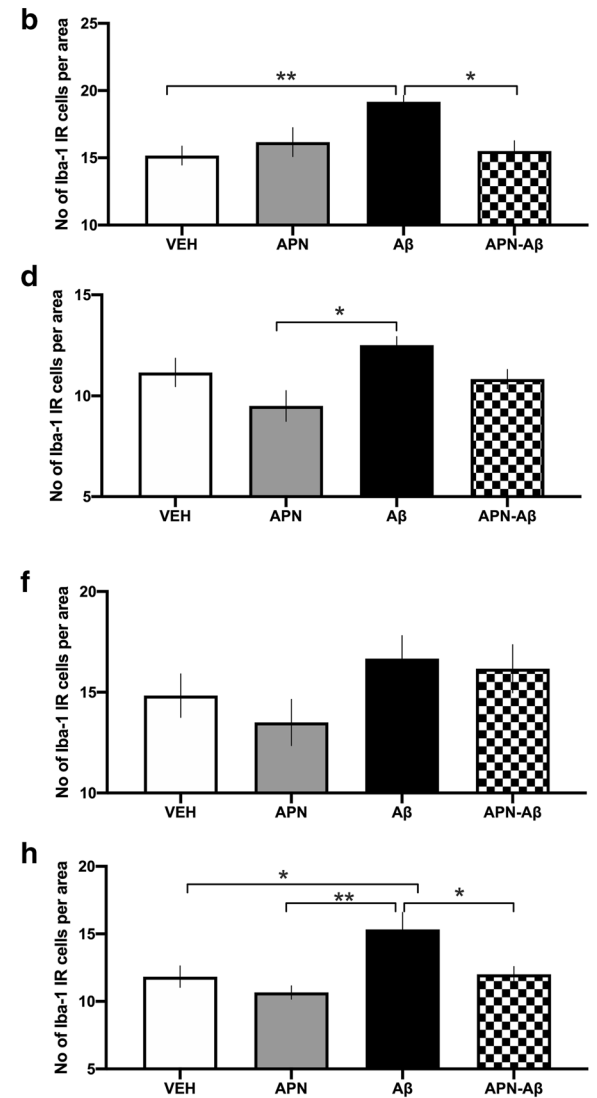 b
No of Iba-1 IR cells per area
25
20
15
10
** *
VEH APN Aβ APN-Aβ
d
No of Iba-1 IR cells per area
15
10
5
*
VEH APN Aβ APN-Aβ
f
No of Iba-1 IR cells per area
20
15
10
VEH APN Aβ APN-Aβ
h
No of Iba-1 IR cells per area
20
15
10
5
*
** *
VEH APN Aβ APN-Aβ